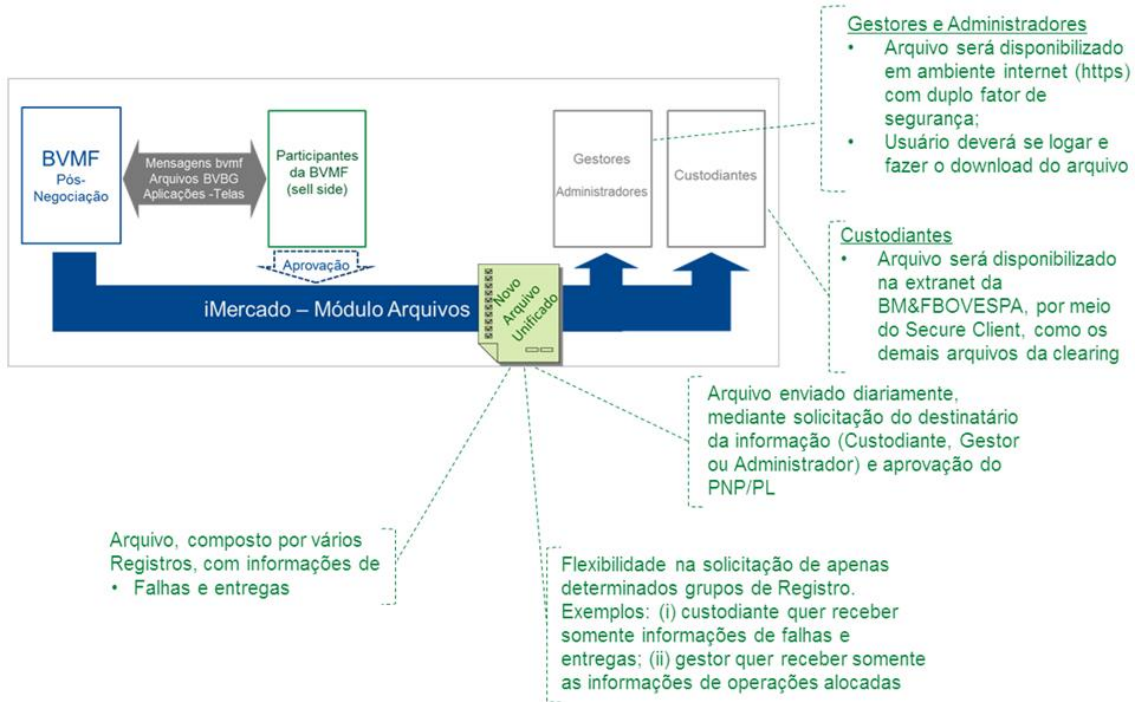 Gestores e Administradores
• Arquivo será disponibilizado
em ambiente internet (https)
com duplo fator de
segurança;
• Usuário deverá se logar e
fazer o download do arquivo
BVMF
Pós-
Negociação
Mensagens bvmf
Arquivos BVBG
Aplicações -Telas
Participantes
da BVMF
(sell side)
Gestores
Administradores
Custodiantes
Aprovação
iMercado – Módulo Arquivos
Novo
Arquivo
Unificado
Custodiantes
• Arquivo será disponibilizado
na extranet da
BM&FBOVESPA, por meio
do Secure Client, como os
demais arquivos da clearing
Arquivo enviado diariamente,
mediante solicitação do destinatário
da informação (Custodiante, Gestor
ou Administrador) e aprovação do
PNP/PL
Arquivo, composto por vários
Registros, com informações de
• Falhas e entregas
Flexibilidade na solicitação de apenas
determinados grupos de Registro.
Exemplos: (i) custodiante quer receber
somente informações de falhas e
entregas; (ii) gestor quer receber somente
as informações de operações alocadas